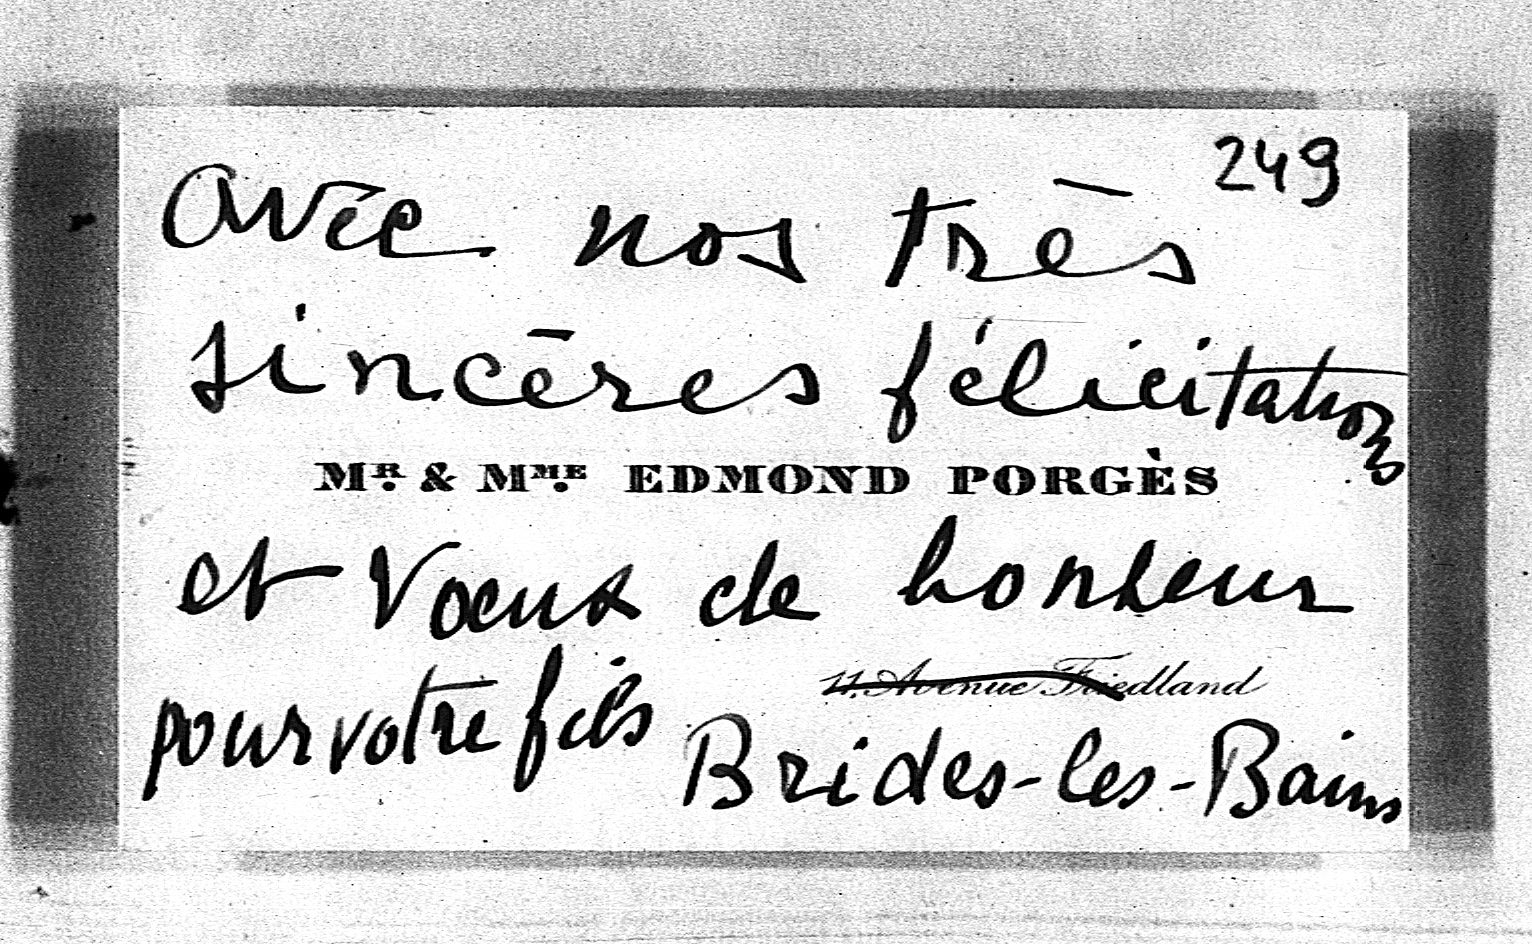 249
avec nos très
sincères félicitations
MR. & MME. EDMOND PORGÈS
et vœux de bonheur
11, Avenue Friedland
pour votre fils
Brides-les-Bains